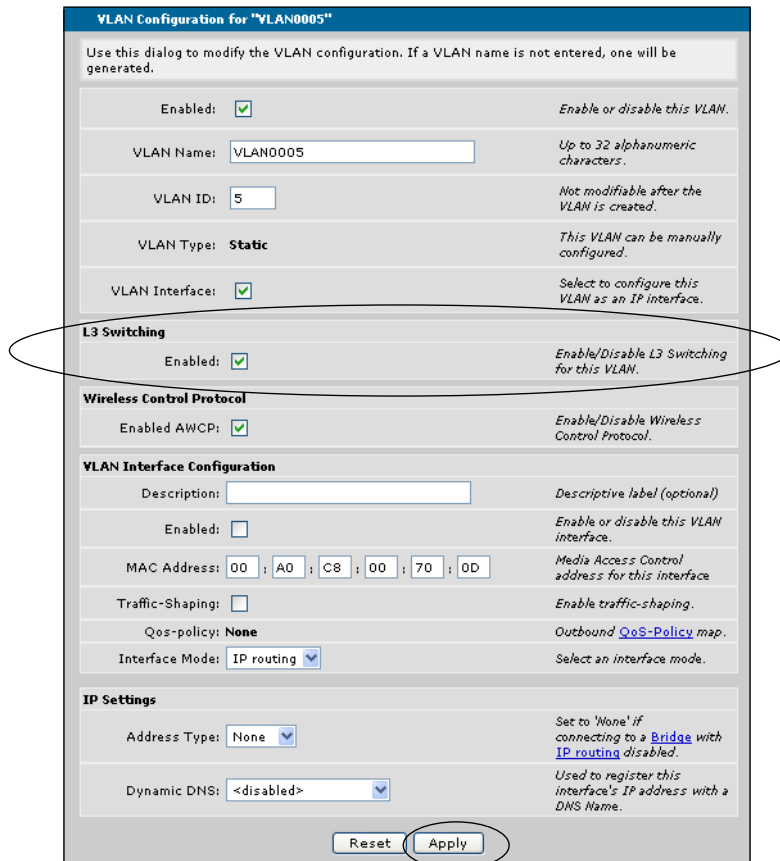 VLAN Configuration for "VLAN0005"
Use this dialog to modify the VLAN configuration. If a VLAN name is not entered, one will be
generated.
Enabled: Enable or disable this VLAN.
VLAN Name: VLAN0005 Up to 32 alphanumeric
characters.
VLAN ID: 5 Not modifiable after the
VLAN is created.
VLAN Type: Static This VLAN can be manually
configured.
VLAN Interface: Select to configure this
VLAN as an IP interface.
L3 Switching
Enabled: Enable/Disable L3 Switching
for this VLAN.
Wireless Control Protocol
Enabled AWCP: Enable/Disable Wireless
Control Protocol.
VLAN Interface Configuration
Description: Descriptive label (optional)
Enabled: Enable or disable this VLAN
interface.
MAC Address: 00 : A0 : C8 : 00 : 70 : 0D Media Access Control
address for this interface
Traffic-Shaping: Enable traffic-shaping.
Qos-policy: None Outbound QoS-Policy map.
Interface Mode: IP routing Select an interface mode.
IP Settings
Address Type: None Set to 'None' if
connecting to a Bridge with
IP routing disabled.
Dynamic DNS: <disabled> Used to register this
interface's IP address with a
DNS Name.
Reset Apply